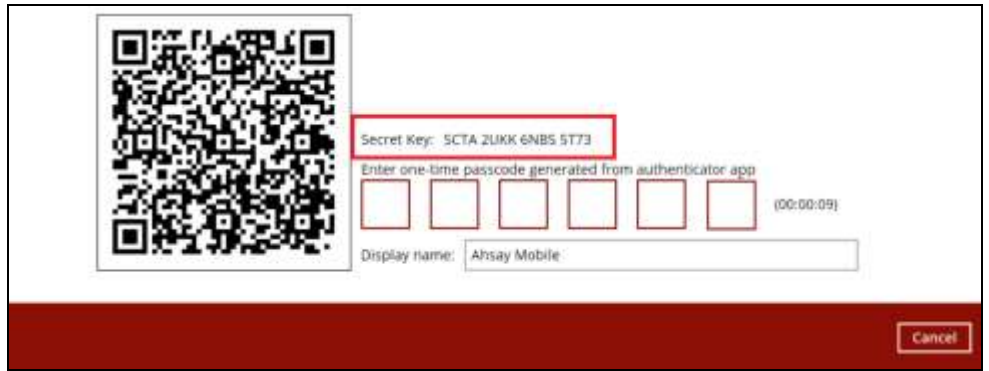 Secret Key: SCTA 2UKK 6NBS 5T73
Enter one-time passcode generated from authenticator app
(00:00:09)
Display name: Ahsay Mobile
Cancel